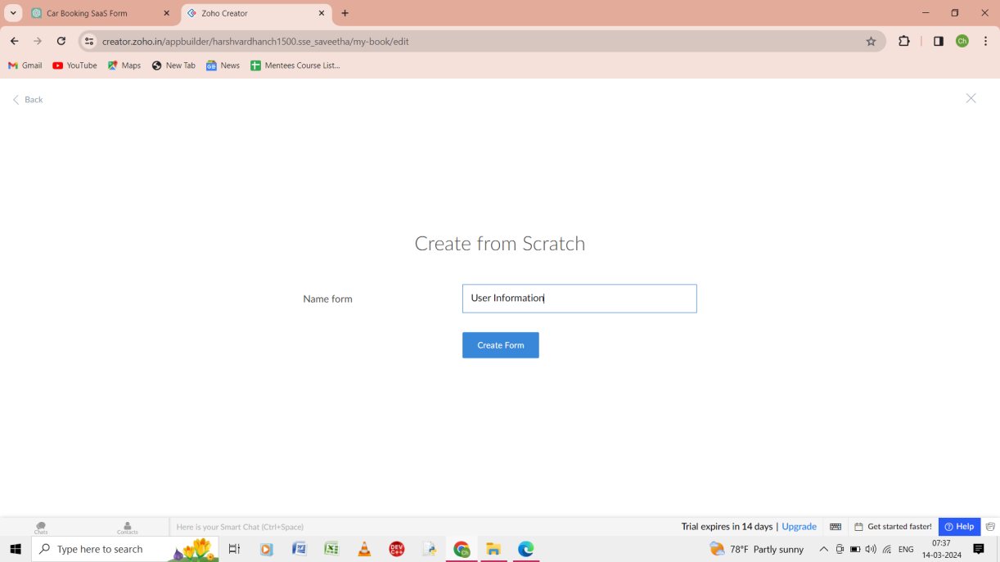 Car Booking SaaS Form
Zoho Creator
creator.zoho.in/appbuilder/harshvardhanch1500.sse_saveetha/my-book/edit
Ch
Gmail
YouTube
Maps
New Tab
News
Mentees Course List...
Back
Create from Scratch
Name form
User Information
Create Form
Chats
Contacts
Here is your Smart Chat (Ctrl+Space)
Trial expires in 14 days | Upgrade
Get started faster!
Help
Type here to search
DEV C++
Ch
78°F Partly sunny
ENG
07:37
14-03-2024